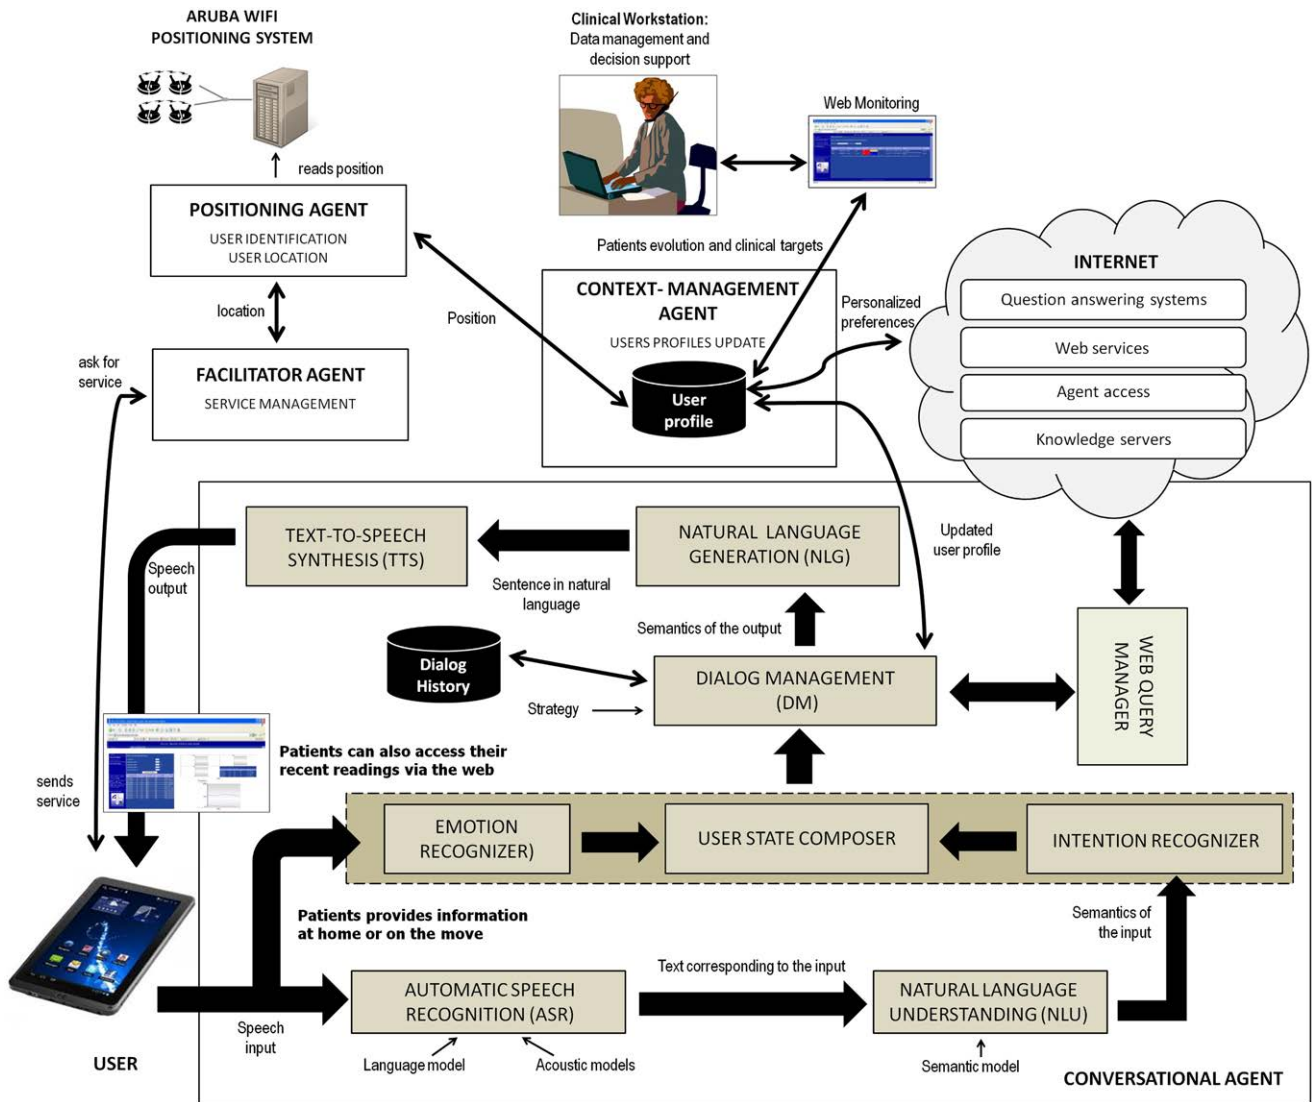 ARUBA WIFI
POSITIONING SYSTEM
reads position
POSITIONING AGENT
USER IDENTIFICATION
USER LOCATION
location
ask for
service
FACILITATOR AGENT
SERVICE MANAGEMENT
Clinical Workstation:
Data management and
decision support
Web Monitoring
Patients evolution and clinical targets
Position
CONTEXT- MANAGEMENT
AGENT
USERS PROFILES UPDATE
User
profile
Personalized
preferences
INTERNET
Question answering systems
Web services
Agent access
Knowledge servers
Updated
user profile
TEXT-TO-SPEECH
SYNTHESIS (TTS)
Speech
output
Sentence in natural
language
NATURAL LANGUAGE
GENERATION (NLG)
Semantics of the output
Dialog
History
Strategy
DIALOG MANAGEMENT
(DM)
WEB QUERY
MANAGER
Patients can also access their
recent readings via the web
sends
service
EMOTION
RECOGNIZER)
USER STATE COMPOSER
INTENTION RECOGNIZER
Patients provides information
at home or on the move
Semantics of
the input
Text corresponding to the input
AUTOMATIC SPEECH
RECOGNITION (ASR)
NATURAL LANGUAGE
UNDERSTANDING (NLU)
Speech
input
Language model
Acoustic models
Semantic model
USER
CONVERSATIONAL AGENT